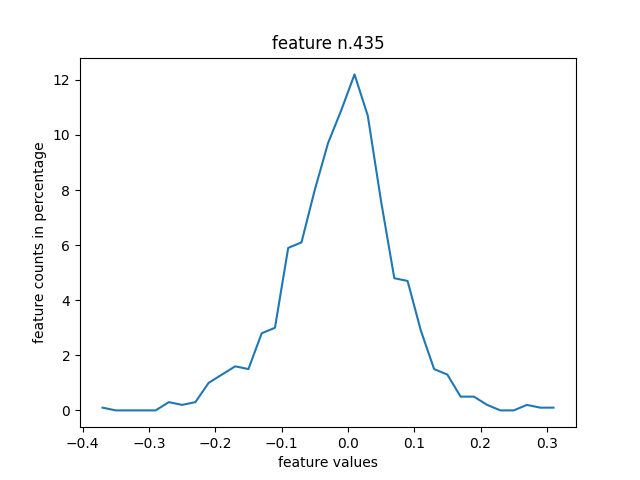 feature n.435
feature counts in percentage
12
10
8
6
4
2
0
−0.4 −0.3 −0.2 −0.1 0.0 0.1 0.2 0.3
feature values